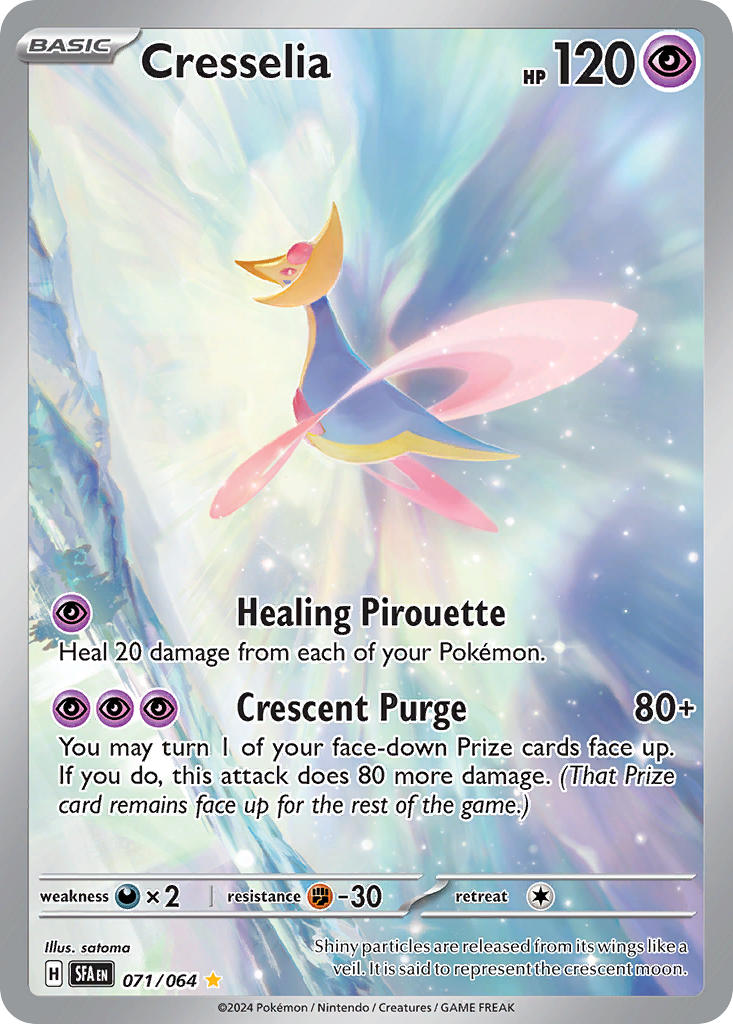 BASIC
Cresselia
HP 120
Healing Pirouette
Heal 20 damage from each of your Pokémon.
Crescent Purge 80+
You may turn 1 of your face-down Prize cards face up.
If you do, this attack does 80 more damage. (That Prize
card remains face up for the rest of the game.)
weakness ×2 resistance -30 retreat
Illus. satoma
Shiny particles are released from its wings like a
veil. It is said to represent the crescent moon.
H SFA EN 071/064
©2024 Pokémon / Nintendo / Creatures / GAME FREAK